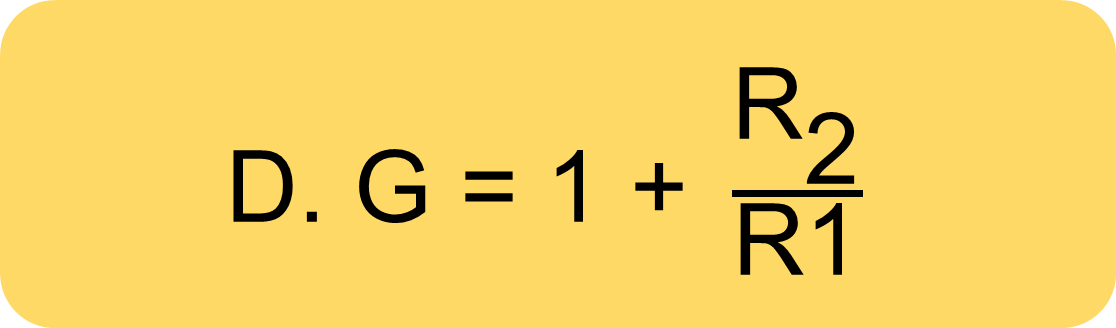 D. G = 1 + R₂/R1